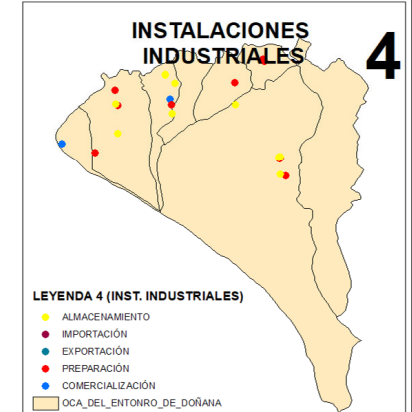 INSTALACIONES
INDUSTRIALES
4
LEYENDA 4 (INST. INDUSTRIALES)
ALMACENAMIENTO
IMPORTACIÓN
EXPORTACIÓN
PREPARACIÓN
COMERCIALIZACIÓN
OCA_DEL_ENTONRO_DE_DOÑANA